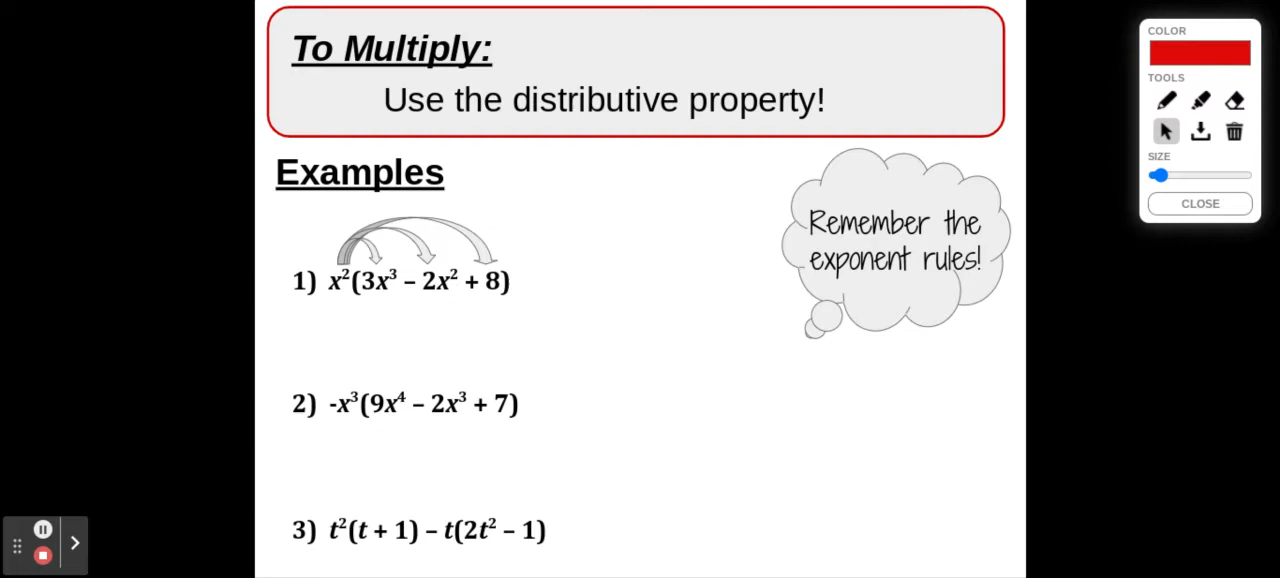 To Multiply:
Use the distributive property!
Examples
Remember the
exponent rules!
1) x²(3x³ – 2x² + 8)
2) -x³(9x⁴ – 2x³ + 7)
3) t²(t + 1) – t(2t² – 1)
COLOR
TOOLS
SIZE
CLOSE